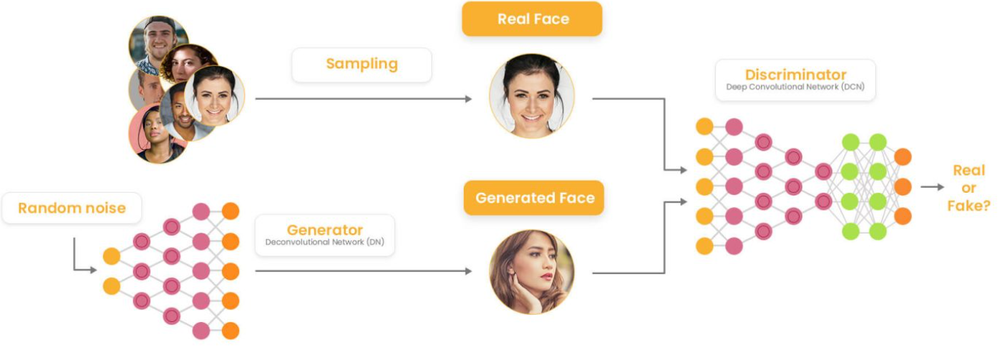 Real Face
Sampling
Discriminator
Deep Convolutional Network (DCN)
Real
or
Fake?
Random noise
Generator
Deconvolutional Network (DN)
Generated Face